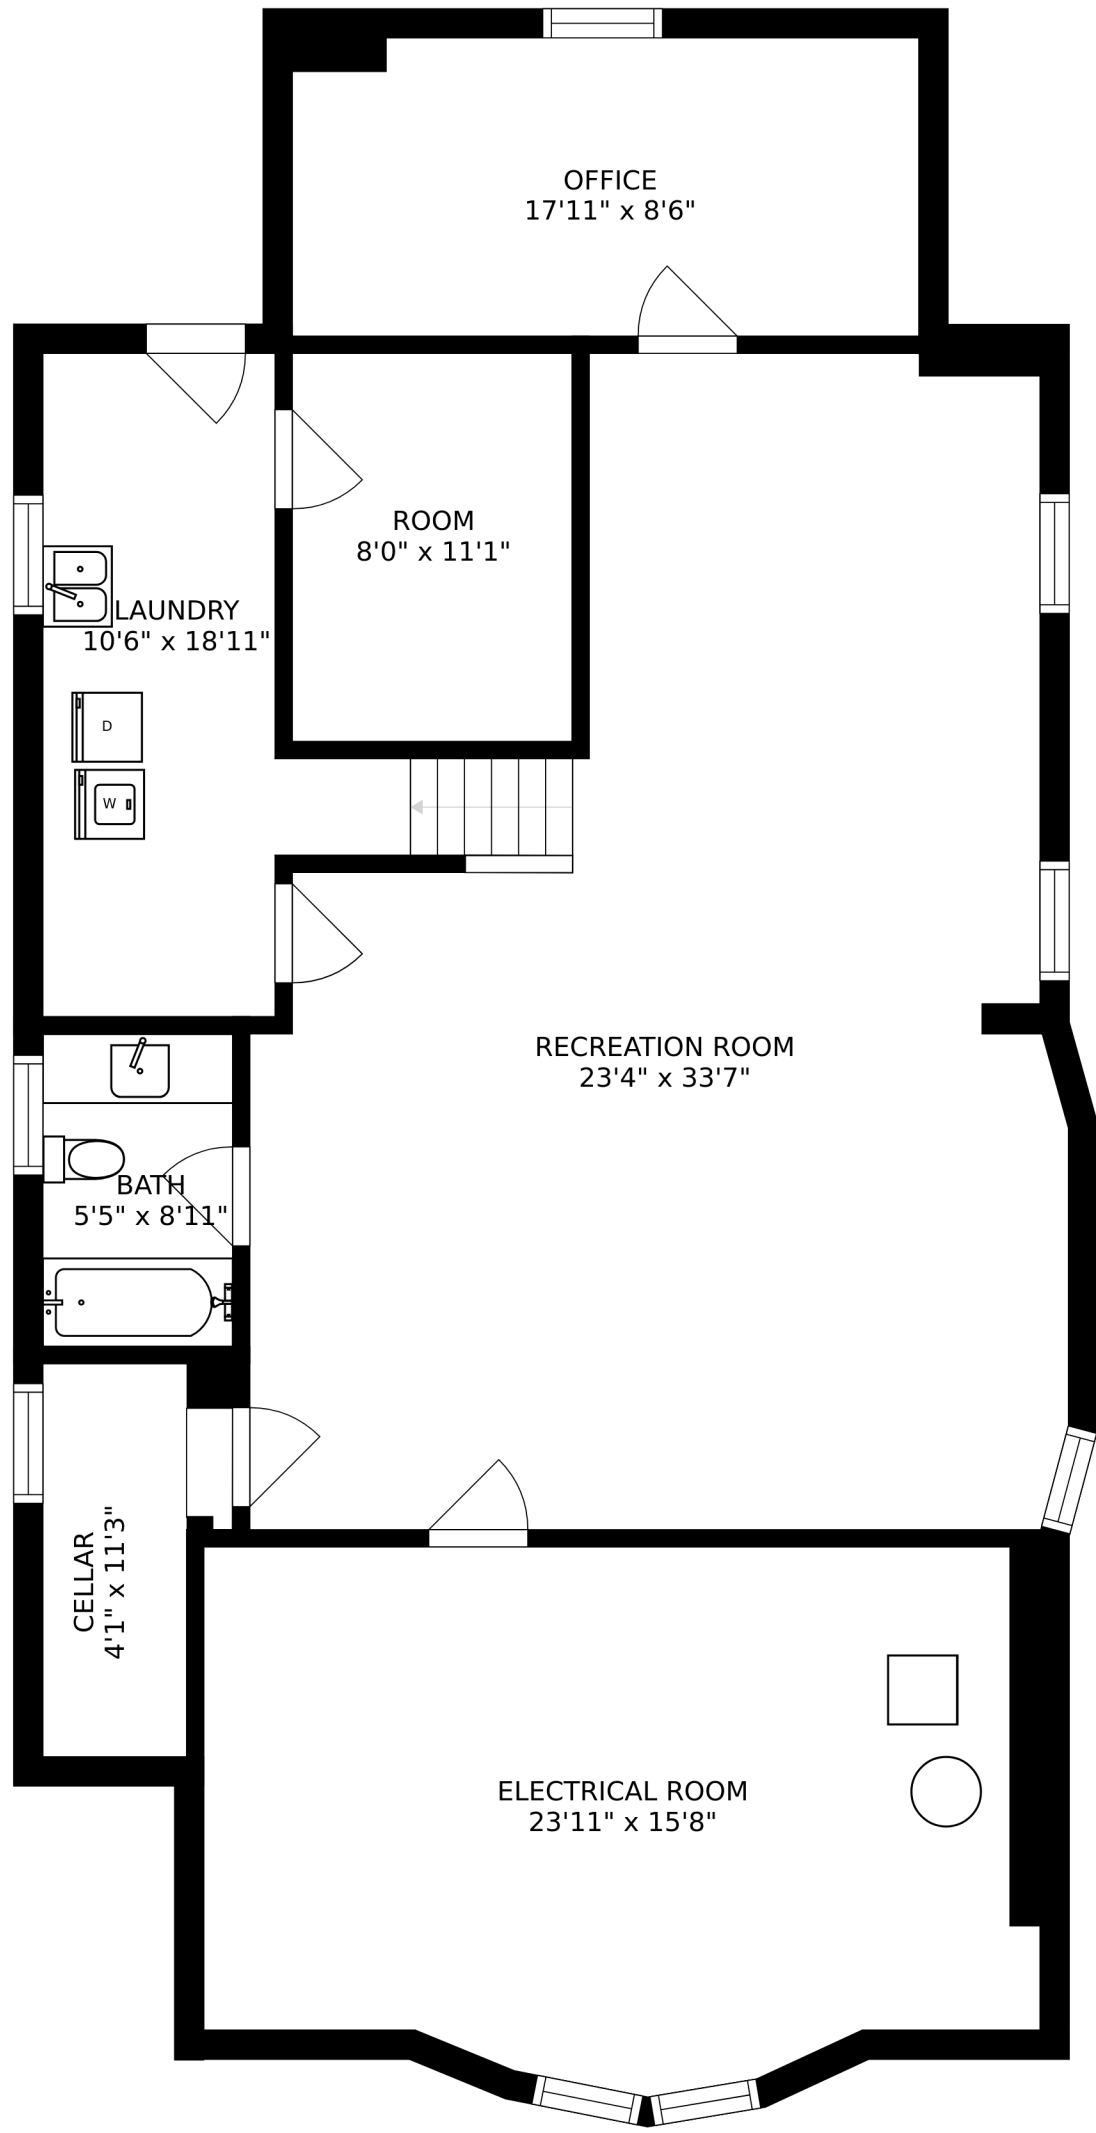 OFFICE
17'11" x 8'6"
ROOM
8'0" x 11'1"
LAUNDRY
10'6" x 18'11"
D
W
RECREATION ROOM
23'4" x 33'7"
BATH
5'5" x 8'11"
CELLAR
4'1" x 11'3"
ELECTRICAL ROOM
23'11" x 15'8"